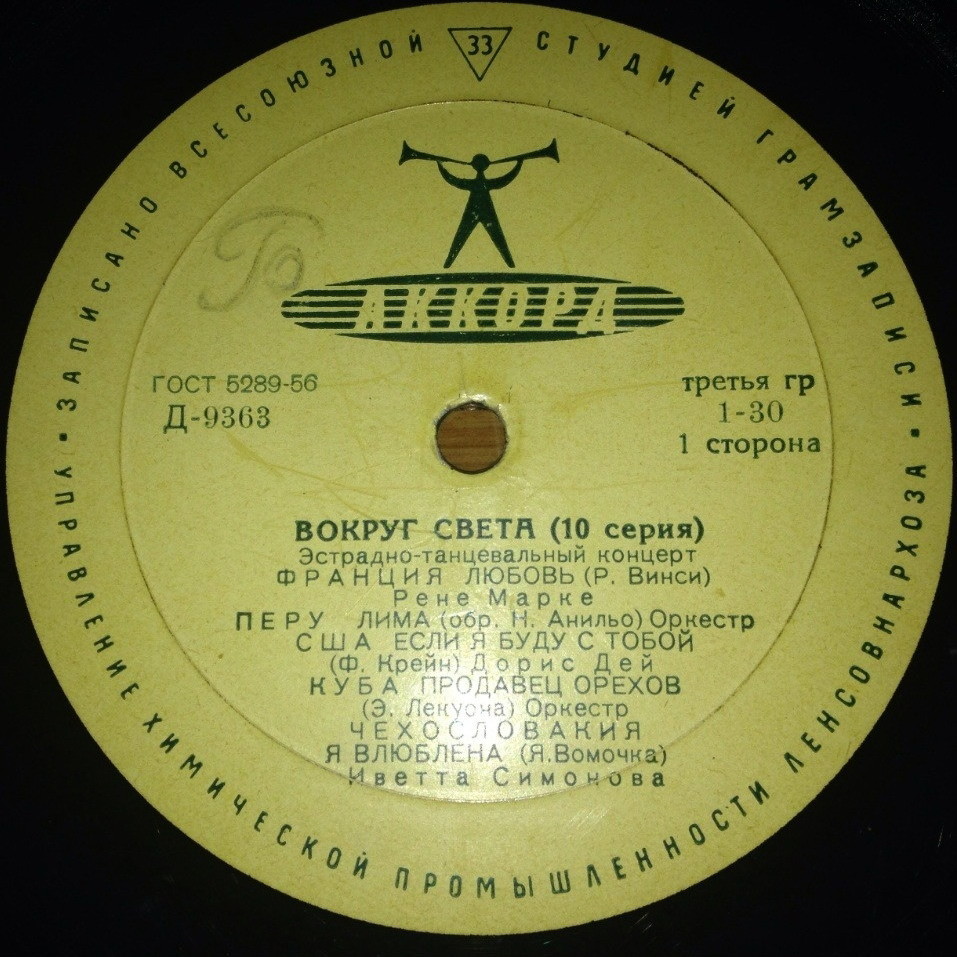 ЗАПИСАНО ВСЕСОЮЗНОЙ 33 СТУДИЕЙ ГРАМЗАПИСИ
АККОРД
ГОСТ 5289-56
Д-9363
третья гр
1-30
1 сторона
ВОКРУГ СВЕТА (10 серия)
Эстрадно-танцевальный концерт
ФРАНЦИЯ ЛЮБОВЬ (Р. Винси)
Рене Марке
ПЕРУ ЛИМА (обр. Н. Анильо) Оркестр
США ЕСЛИ Я БУДУ С ТОБОЙ
(Ф. Крейн) Дорис Дей
КУБА ПРОДАВЕЦ ОРЕХОВ
(Э. Лекуона) Оркестр
ЧЕХОСЛОВАКИЯ
Я ВЛЮБЛЕНА (Я.Вомочка)
Иветта Симонова
УПРАВЛЕНИЕ ХИМИЧЕСКОЙ ПРОМЫШЛЕННОСТИ ЛЕНСОВНАРХОЗА